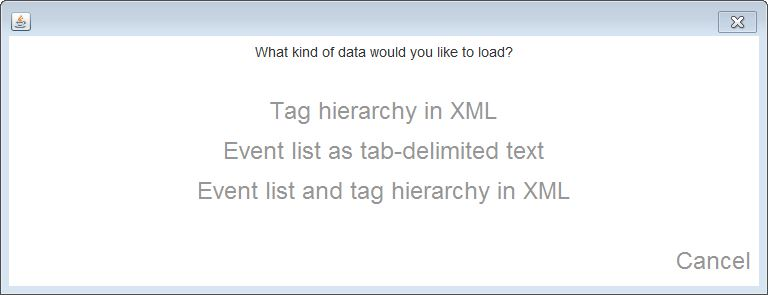 What kind of data would you like to load?
Tag hierarchy in XML
Event list as tab-delimited text
Event list and tag hierarchy in XML
Cancel